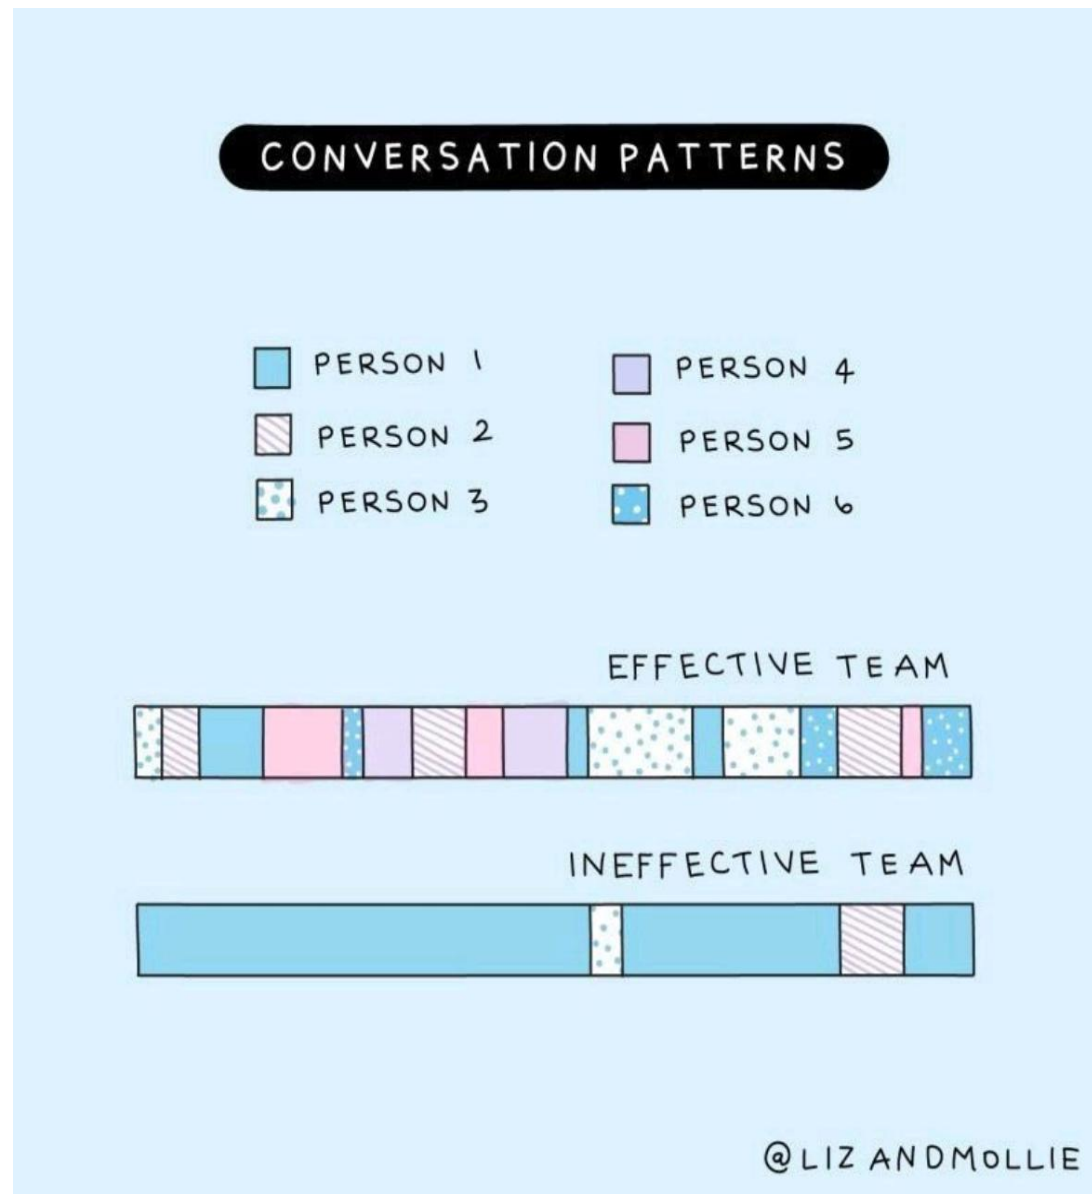 CONVERSATION PATTERNS
PERSON 1
PERSON 2
PERSON 3
PERSON 4
PERSON 5
PERSON 6
EFFECTIVE TEAM
INEFFECTIVE TEAM
@LIZANDMOLLIE